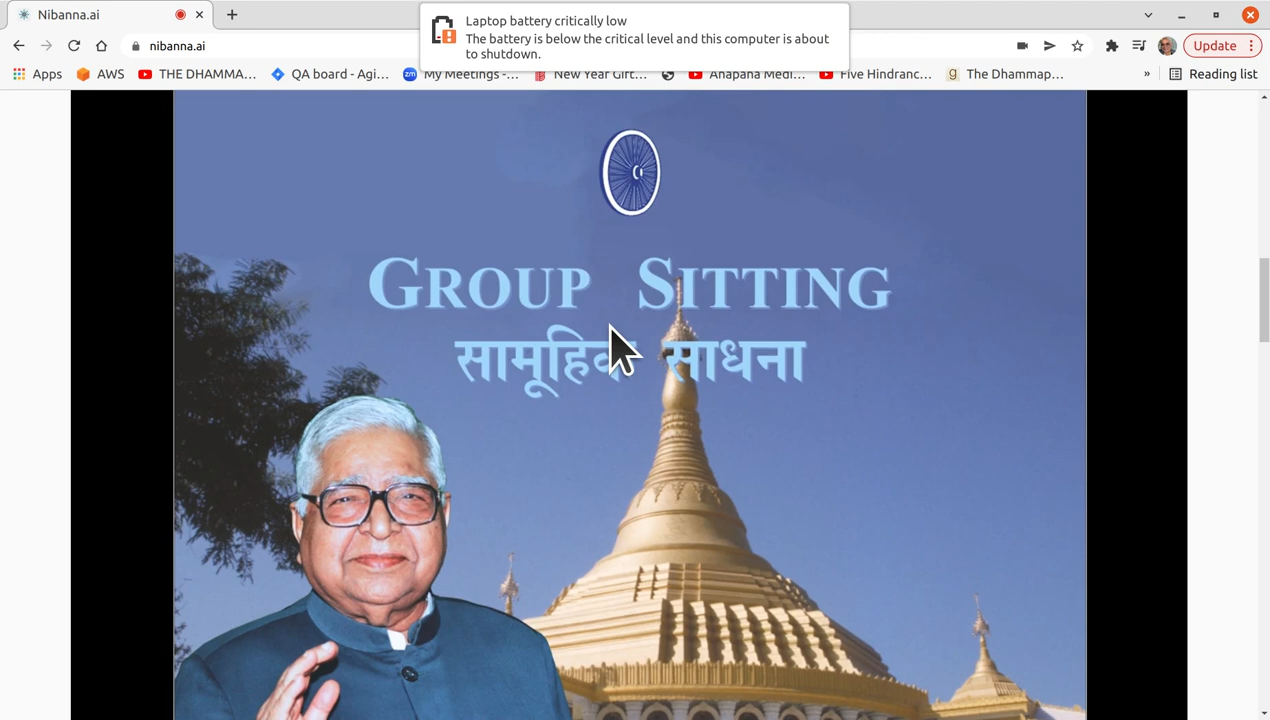 Nibanna.ai
Laptop battery critically low
The battery is below the critical level and this computer is about
to shutdown.
nibanna.ai
Update
Apps
AWS
THE DHAMMA...
QA board - Agi...
My Meetings -...
New Year Gift...
Anapana Medi...
Five Hindranc...
The Dhammap...
»
Reading list
GROUP SITTING
सामूहिक साधना